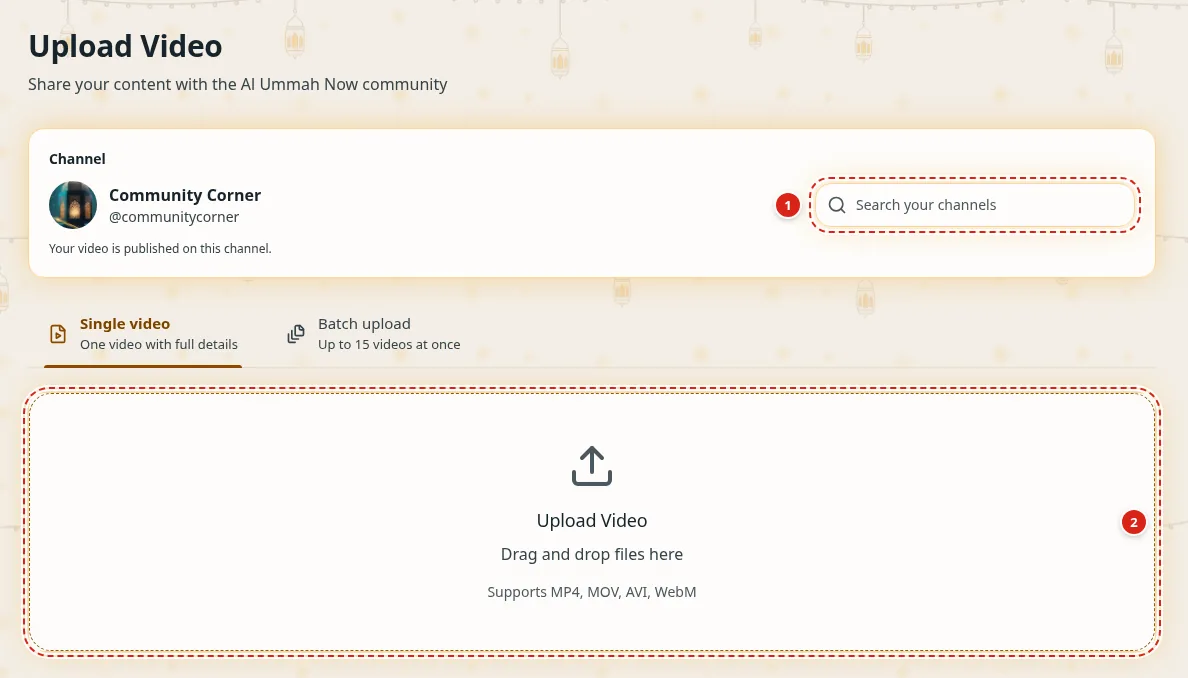 Upload Video
Share your content with the Al Ummah Now community
Channel
Community Corner
@communitycorner
Your video is published on this channel.
1
Search your channels
Single video
One video with full details
Batch upload
Up to 15 videos at once
Upload Video
Drag and drop files here
Supports MP4, MOV, AVI, WebM
2